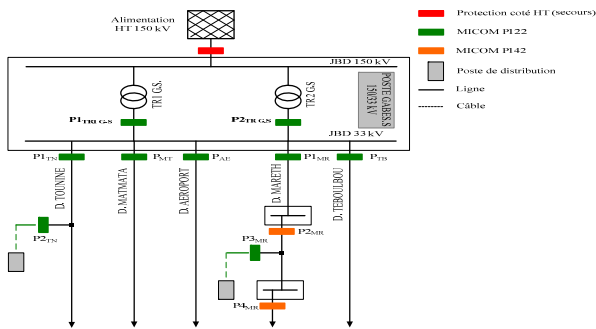 Alimentation
HT 150 kV
Protection coté HT (secours)
MICOM P122
MICOM P142
Poste de distribution
Ligne
Câble
JBD 150 kV
TR1 G.S.
TR2 G.S
POSTE GABES.S
150/33 kV
P1TR1 G-S
P2TR G.S
JBD 33 kV
P1TN
PMT
PAE
P1MR
PTB
D. TOUNINE
D. MATMATA
D. AEROPORT
D. MARETH
D. TEBOULBOU
P2TN
P2MR
P3MR
P4MR